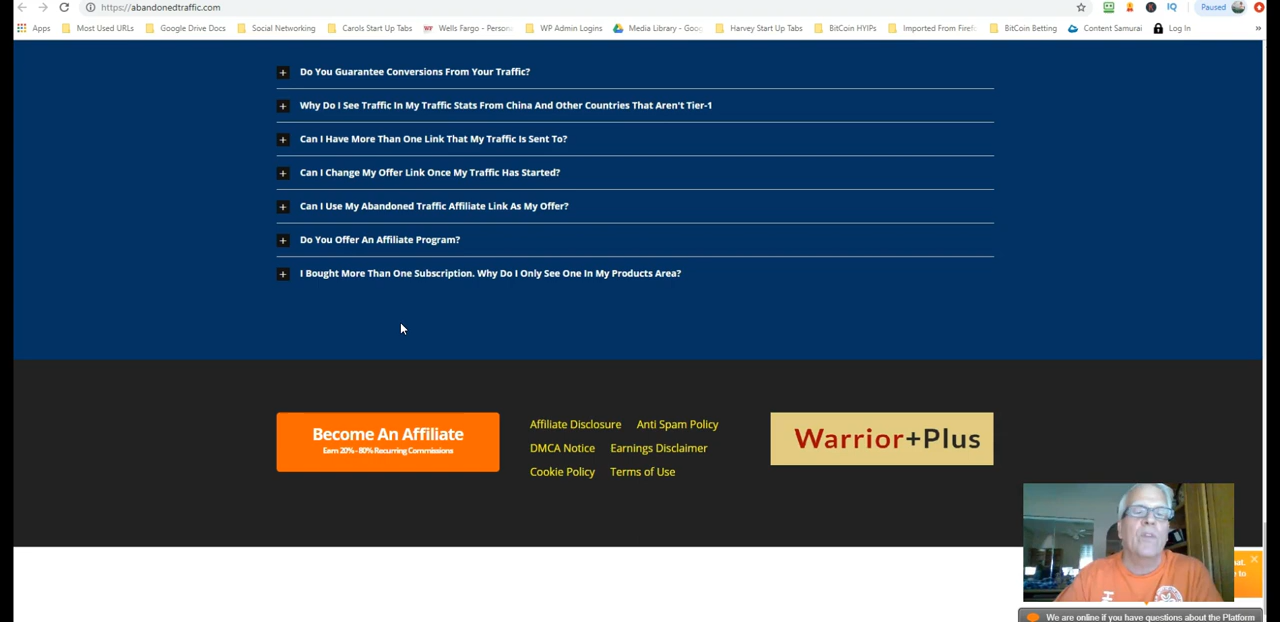 https://abandonedtraffic.com
Paused
Apps Most Used URLs Google Drive Docs Social Networking Carols Start Up Tabs Wells Fargo - Person WP Admin Logins Media Library - Goo Harvey Start Up Tabs BitCoin HYIPs Imported From Firef BitCoin Betting Content Samurai Log In »
+ Do You Guarantee Conversions From Your Traffic?
+ Why Do I See Traffic In My Traffic Stats From China And Other Countries That Aren't Tier-1
+ Can I Have More Than One Link That My Traffic Is Sent To?
+ Can I Change My Offer Link Once My Traffic Has Started?
+ Can I Use My Abandoned Traffic Affiliate Link As My Offer?
+ Do You Offer An Affiliate Program?
+ I Bought More Than One Subscription. Why Do I Only See One In My Products Area?
Become An Affiliate
Earn 20% - 80% Recurring Commissions
Affiliate Disclosure Anti Spam Policy
DMCA Notice Earnings Disclaimer
Cookie Policy Terms of Use
Warrior+Plus
We are online if you have questions about the Platform